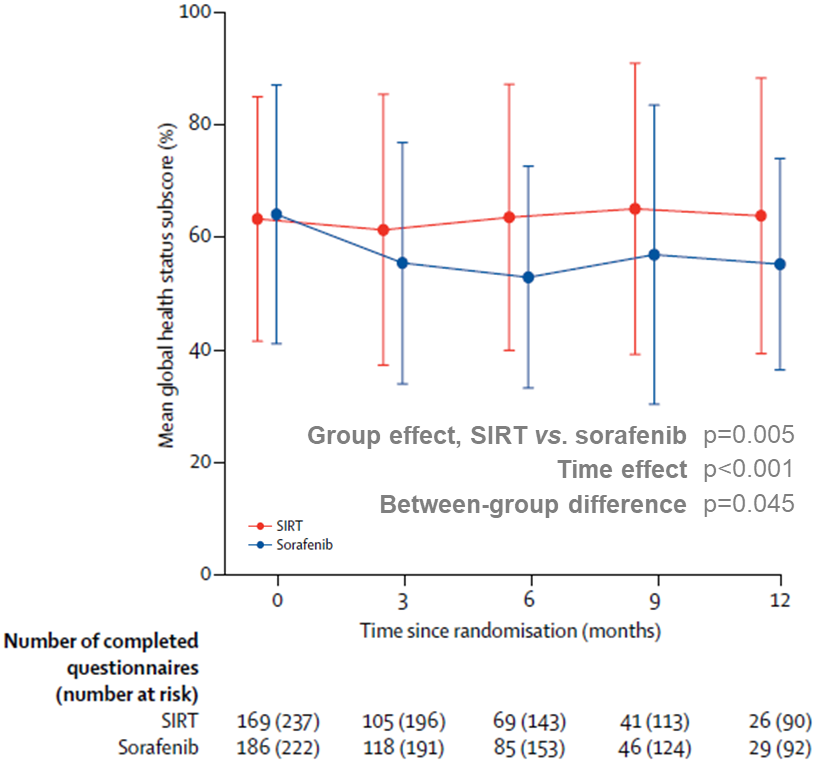 100
80
60
40
20
0
Mean global health status subscore (%)
Group effect, SIRT vs. sorafenib p=0.005
Time effect p<0.001
Between-group difference p=0.045
SIRT
Sorafenib
0 3 6 9 12
Time since randomisation (months)
Number of completed
questionnaires
(number at risk)
SIRT 169 (237) 105 (196) 69 (143) 41 (113) 26 (90)
Sorafenib 186 (222) 118 (191) 85 (153) 46 (124) 29 (92)